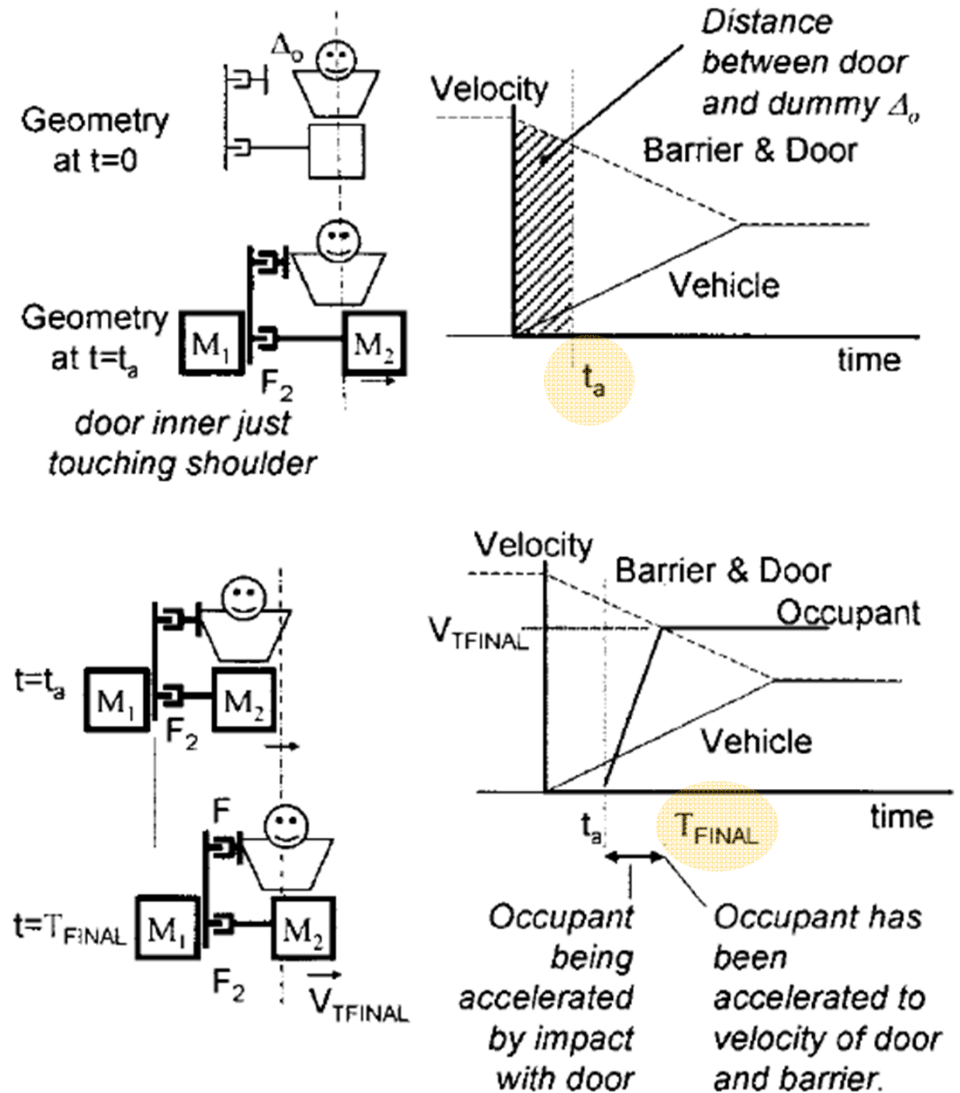 Distance
between door
and dummy Δo
Δo
Velocity
Geometry
at t=0
Barrier & Door
Geometry
at t=ta
M1
M2
F2
Vehicle
time
ta
door inner just
touching shoulder
Velocity
Barrier & Door
Occupant
VTFINAL
t=ta
M1
M2
F2
Vehicle
time
ta
TFINAL
F
t=TFINAL
M1
M2
F2
VTFINAL
Occupant
being
accelerated
by impact
with door
Occupant has
been
accelerated to
velocity of door
and barrier.